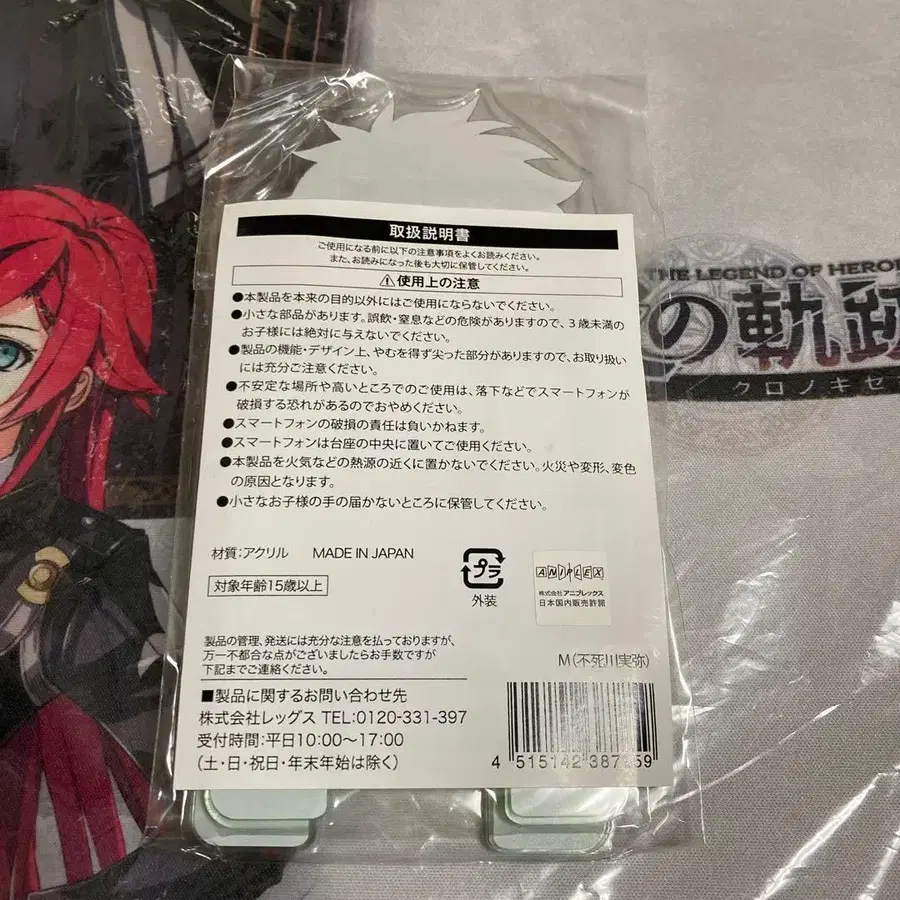 取扱説明書
ご使用になる前に以下の注意事項をよくお読みください。
また、お読みになった後も大切に保管してください。
⚠使用上の注意
●本製品を本来の目的以外にはご使用にならないでください。
●小さな部品があります。誤飲・窒息などの危険がありますので、3歳未満の
お子様には絶対に与えないでください。
●製品の機能・デザイン上、やむを得ず尖った部分がありますので、お取り扱い
には充分ご注意ください。
●不安定な場所や高いところでのご使用は、落下などでスマートフォンが
破損する恐れがあるのでおやめください。
●スマートフォンの破損の責任は負いかねます。
●スマートフォンは台座の中央に置いてご使用ください。
●本製品を火気などの熱源の近くに置かないでください。火災や変形、変色
の原因となります。
●小さなお子様の手の届かないところに保管してください。
材質:アクリル MADE IN JAPAN
対象年齢15歳以上
プラ
外装
ANIPLEX
株式会社アニプレックス
日本国内販売許諾
製品の管理、発送には充分な注意を払っておりますが、
万一不都合な点がございましたらお手数ですが
下記までご連絡ください。
M(不死川実弥)
■製品に関するお問い合わせ先
株式会社レッグス TEL:0120-331-397
受付時間:平日10:00〜17:00
(土・日・祝日・年末年始は除く)
4 515142 387959
THE LEGEND OF HEROE
の軌跡
クロノキセ